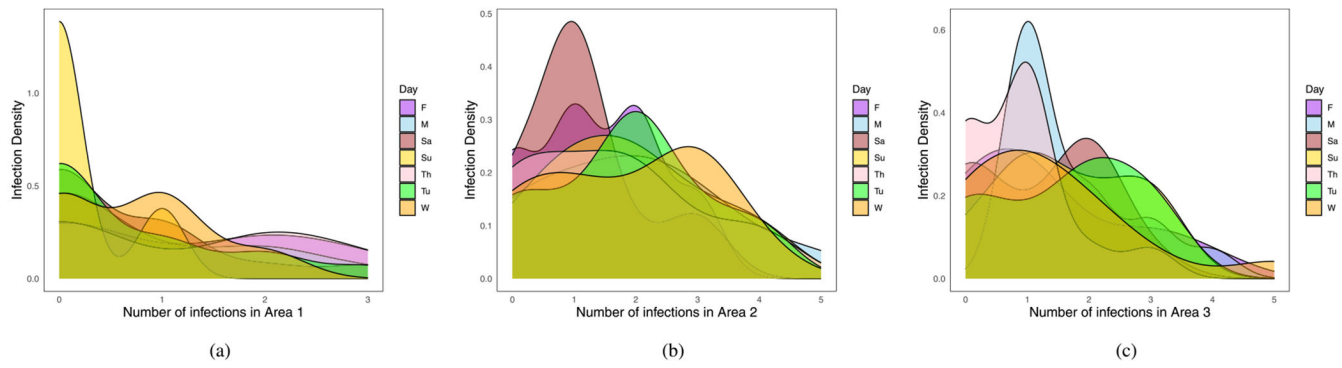 Infection Density
1.0
0.5
0.0
0 1 2 3
Number of infections in Area 1
Day
F
M
Sa
Su
Th
Tu
W
(a)
Infection Density
0.5
0.4
0.3
0.2
0.1
0.0
0 1 2 3 4 5
Number of infections in Area 2
Day
F
M
Sa
Su
Th
Tu
W
(b)
Infection Density
0.6
0.4
0.2
0.0
0 1 2 3 4 5
Number of infections in Area 3
Day
F
M
Sa
Su
Th
Tu
W
(c)